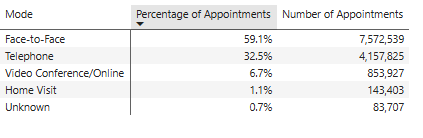 Mode Percentage of Appointments Number of Appointments
Face-to-Face 59.1% 7,572,539
Telephone 32.5% 4,157,825
Video Conference/Online 6.7% 853,927
Home Visit 1.1% 143,403
Unknown 0.7% 83,707